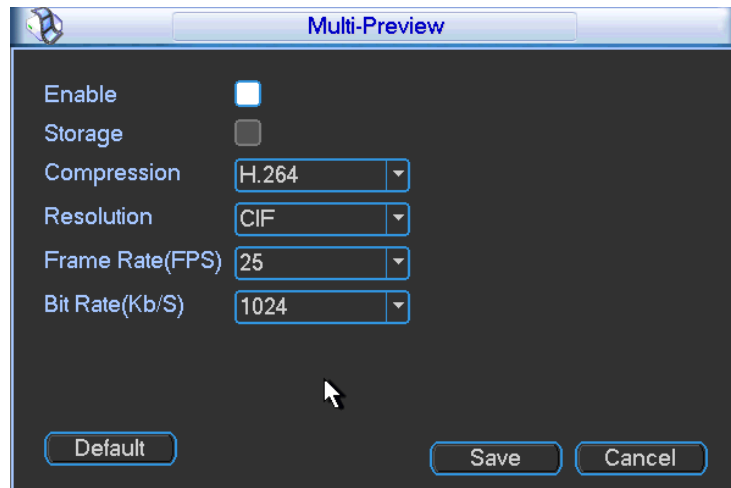 Multi-Preview
Enable
Storage
Compression H.264
Resolution CIF
Frame Rate(FPS) 25
Bit Rate(Kb/S) 1024
Default Save Cancel